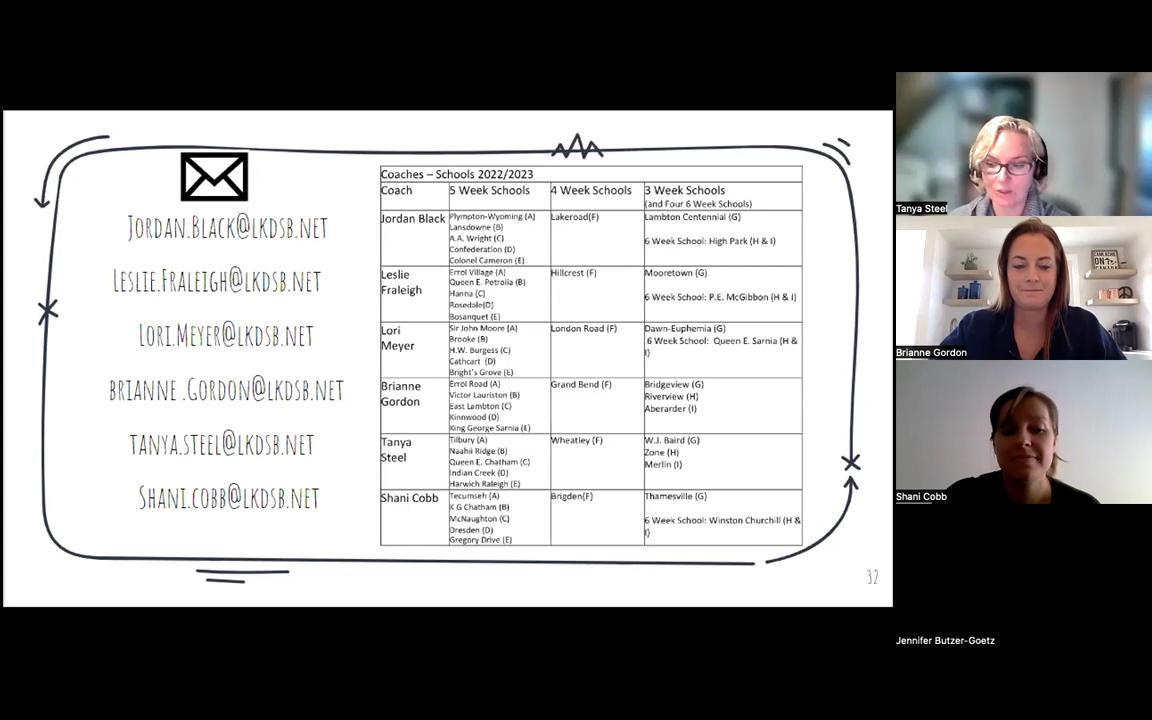 JORDAN.BLACK@LKDSB.NET
LESLIE.FRALEIGH@LKDSB.NET
LORI.MEYER@LKDSB.NET
BRIANNE .GORDON@LKDSB.NET
TANYA.STEEL@LKDSB.NET
SHANI.COBB@LKDSB.NET
Coaches – Schools 2022/2023
Coach 5 Week Schools 4 Week Schools 3 Week Schools
(and Four 6 Week Schools)
Jordan Black
Plympton-Wyoming (A)
Lansdowne (B)
A.A. Wright (C)
Confederation (D)
Colonel Cameron (E)
Lakeroad(F)
Lambton Centennial (G)
6 Week School: High Park (H & I)
Leslie
Fraleigh
Errol Village (A)
Queen E. Petrolia (B)
Hanna (C)
Rosedale(D)
Bosanquet (E)
Hillcrest (F)
Mooretown (G)
6 Week School: P.E. McGibbon (H & I)
Lori
Meyer
Sir John Moore (A)
Brooke (B)
H.W. Burgess (C)
Cathcart (D)
Bright's Grove (E)
London Road (F)
Dawn-Euphemia (G)
6 Week School: Queen E. Sarnia (H &
I)
Brianne
Gordon
Errol Road (A)
Victor Lauriston (B)
East Lambton (C)
Kinnwood (D)
King George Sarnia (E)
Grand Bend (F)
Bridgeview (G)
Riverview (H)
Aberarder (I)
Tanya
Steel
Tilbury (A)
Naahii Ridge (B)
Queen E. Chatham (C)
Indian Creek (D)
Harwich Raleigh (E)
Wheatley (F)
W.J. Baird (G)
Zone (H)
Merlin (I)
Shani Cobb
Tecumseh (A)
K G Chatham (B)
McNaughton (C)
Dresden (D)
Gregory Drive (E)
Brigden(F)
Thamesville (G)
6 Week School: Winston Churchill (H &
I)
32
Tanya Steel
Brianne Gordon
Shani Cobb
Jennifer Butzer-Goetz